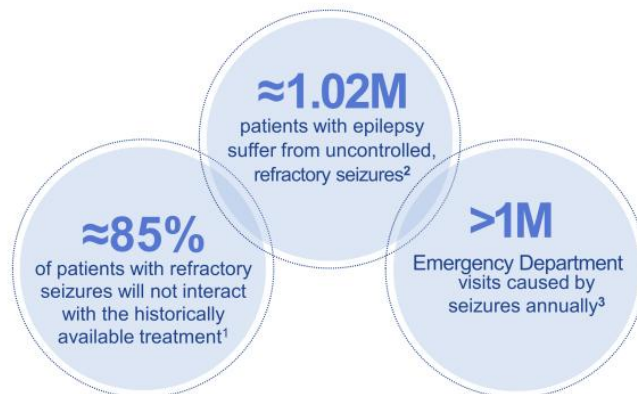 ≈1.02M
patients with epilepsy
suffer from uncontrolled,
refractory seizures²
≈85%
of patients with refractory
seizures will not interact
with the historically
available treatment¹
>1M
Emergency Department
visits caused by
seizures annually³